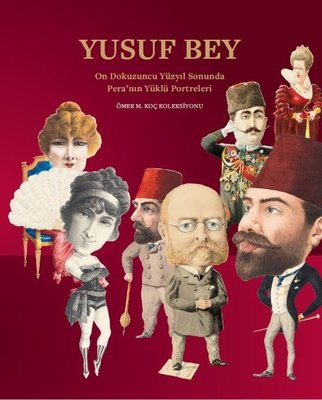 YUSUF BEY
On Dokuzuncu Yüzyıl Sonunda
Pera'nın Yüklü Portreleri
ÖMER M. KOÇ KOLEKSİYONU